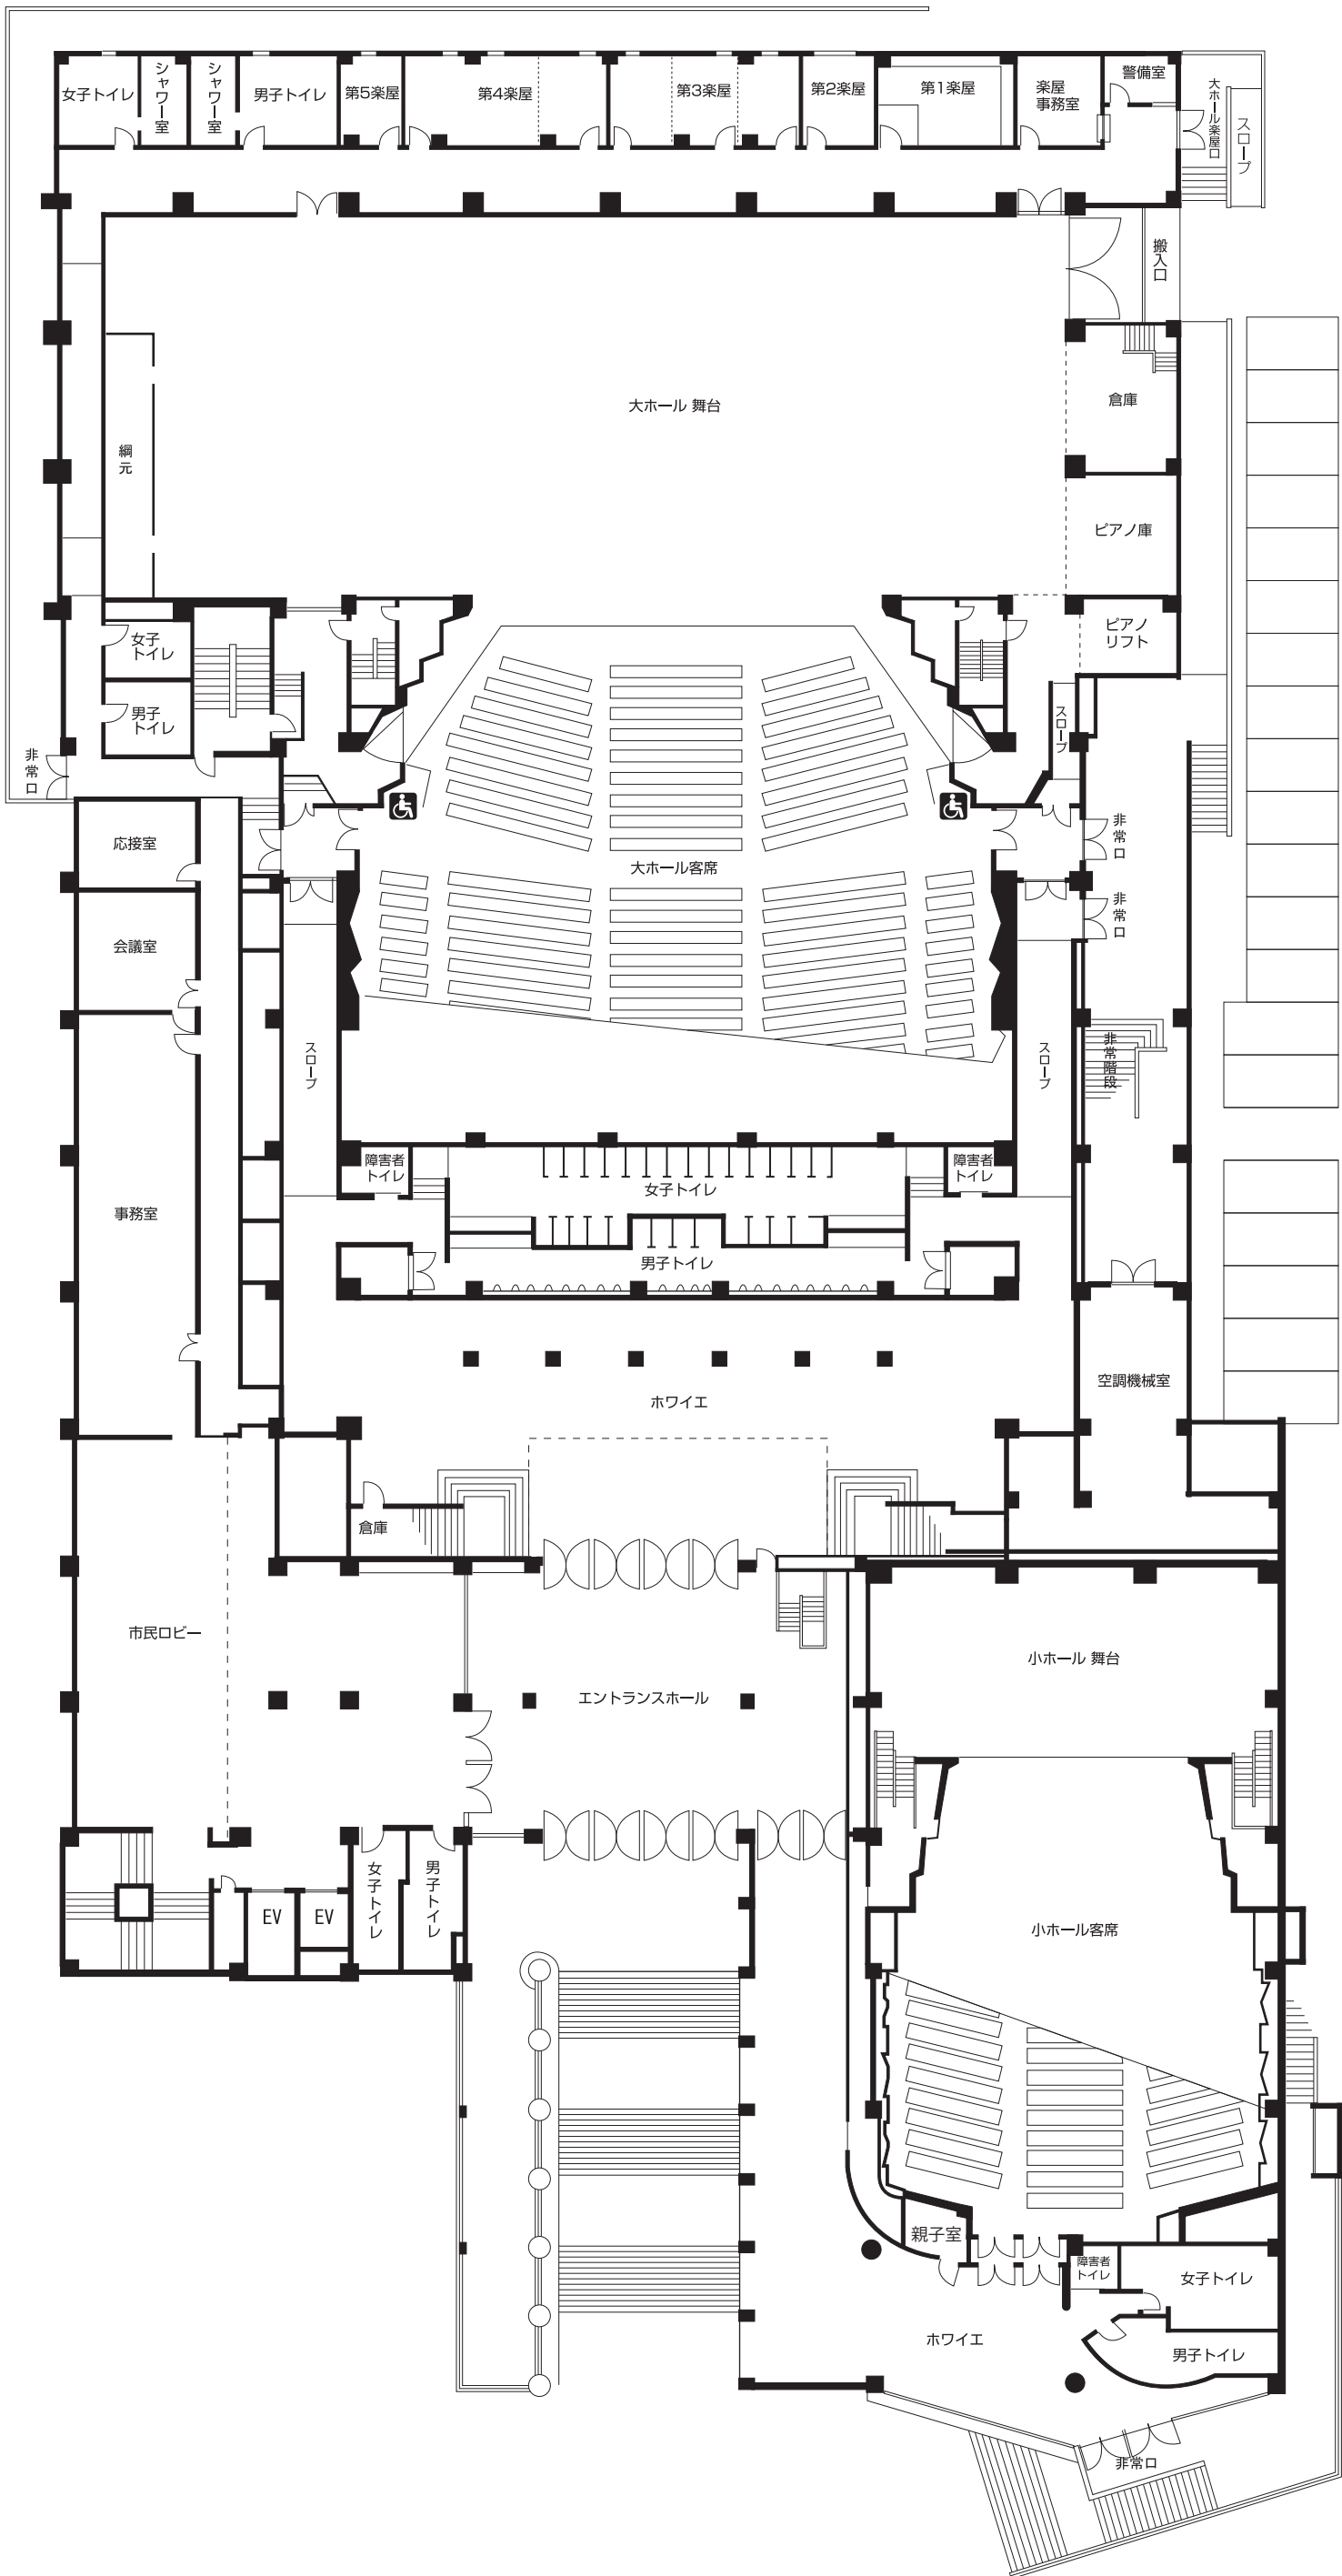 女子トイレ
シャワー室
シャワー室
男子トイレ
第5楽屋
第4楽屋
第3楽屋
第2楽屋
第1楽屋
楽屋
事務室
警備室
大ホール楽屋口
スロープ
搬入口
大ホール 舞台
倉庫
綱元
ピアノ庫
ピアノ
リフト
女子
トイレ
男子
トイレ
スロープ
非常口
応接室
大ホール客席
非常口
非常口
会議室
スロープ
スロープ
非常階段
障害者
トイレ
女子トイレ
障害者
トイレ
事務室
男子トイレ
空調機械室
ホワイエ
倉庫
市民ロビー
エントランスホール
小ホール 舞台
女子トイレ
男子トイレ
EV
EV
小ホール客席
親子室
障害者
トイレ
女子トイレ
ホワイエ
男子トイレ
非常口